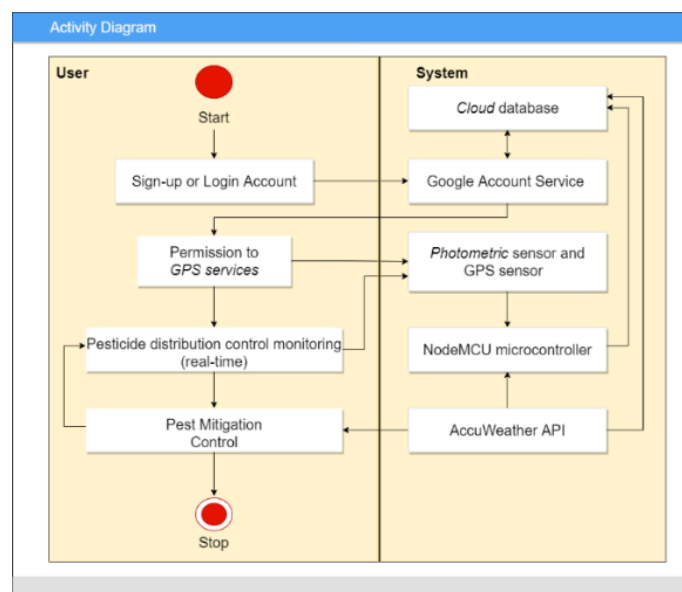 Activity Diagram
User
System
Start
Cloud database
Sign-up or Login Account
Google Account Service
Permission to
GPS services
Photometric sensor and
GPS sensor
Pesticide distribution control monitoring
(real-time)
NodeMCU microcontroller
Pest Mitigation
Control
AccuWeather API
Stop